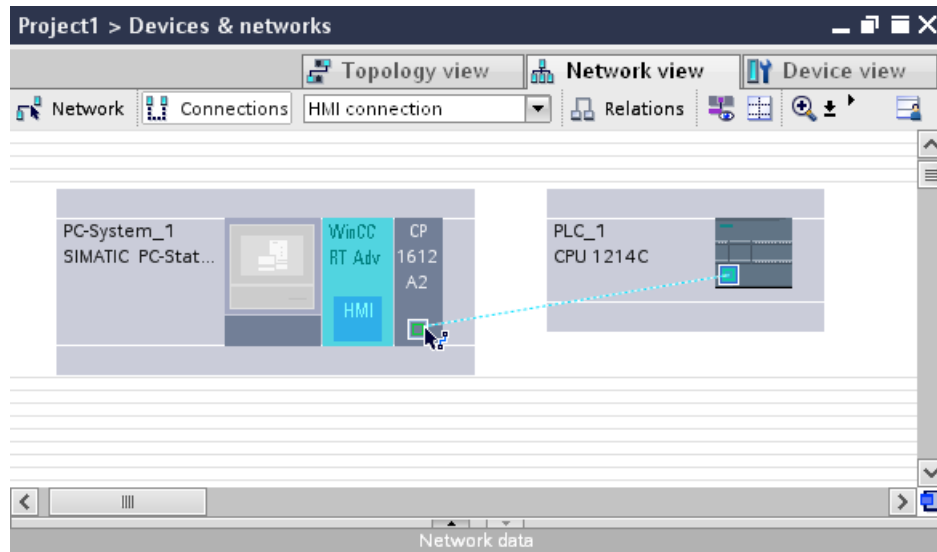 Project1 > Devices & networks
Topology view
Network view
Device view
Network
Connections
HMI connection
Relations
PC-System_1
SIMATIC PC-Stat...
WinCC
RT Adv
HMI
CP
1612
A2
PLC_1
CPU 1214C
Network data